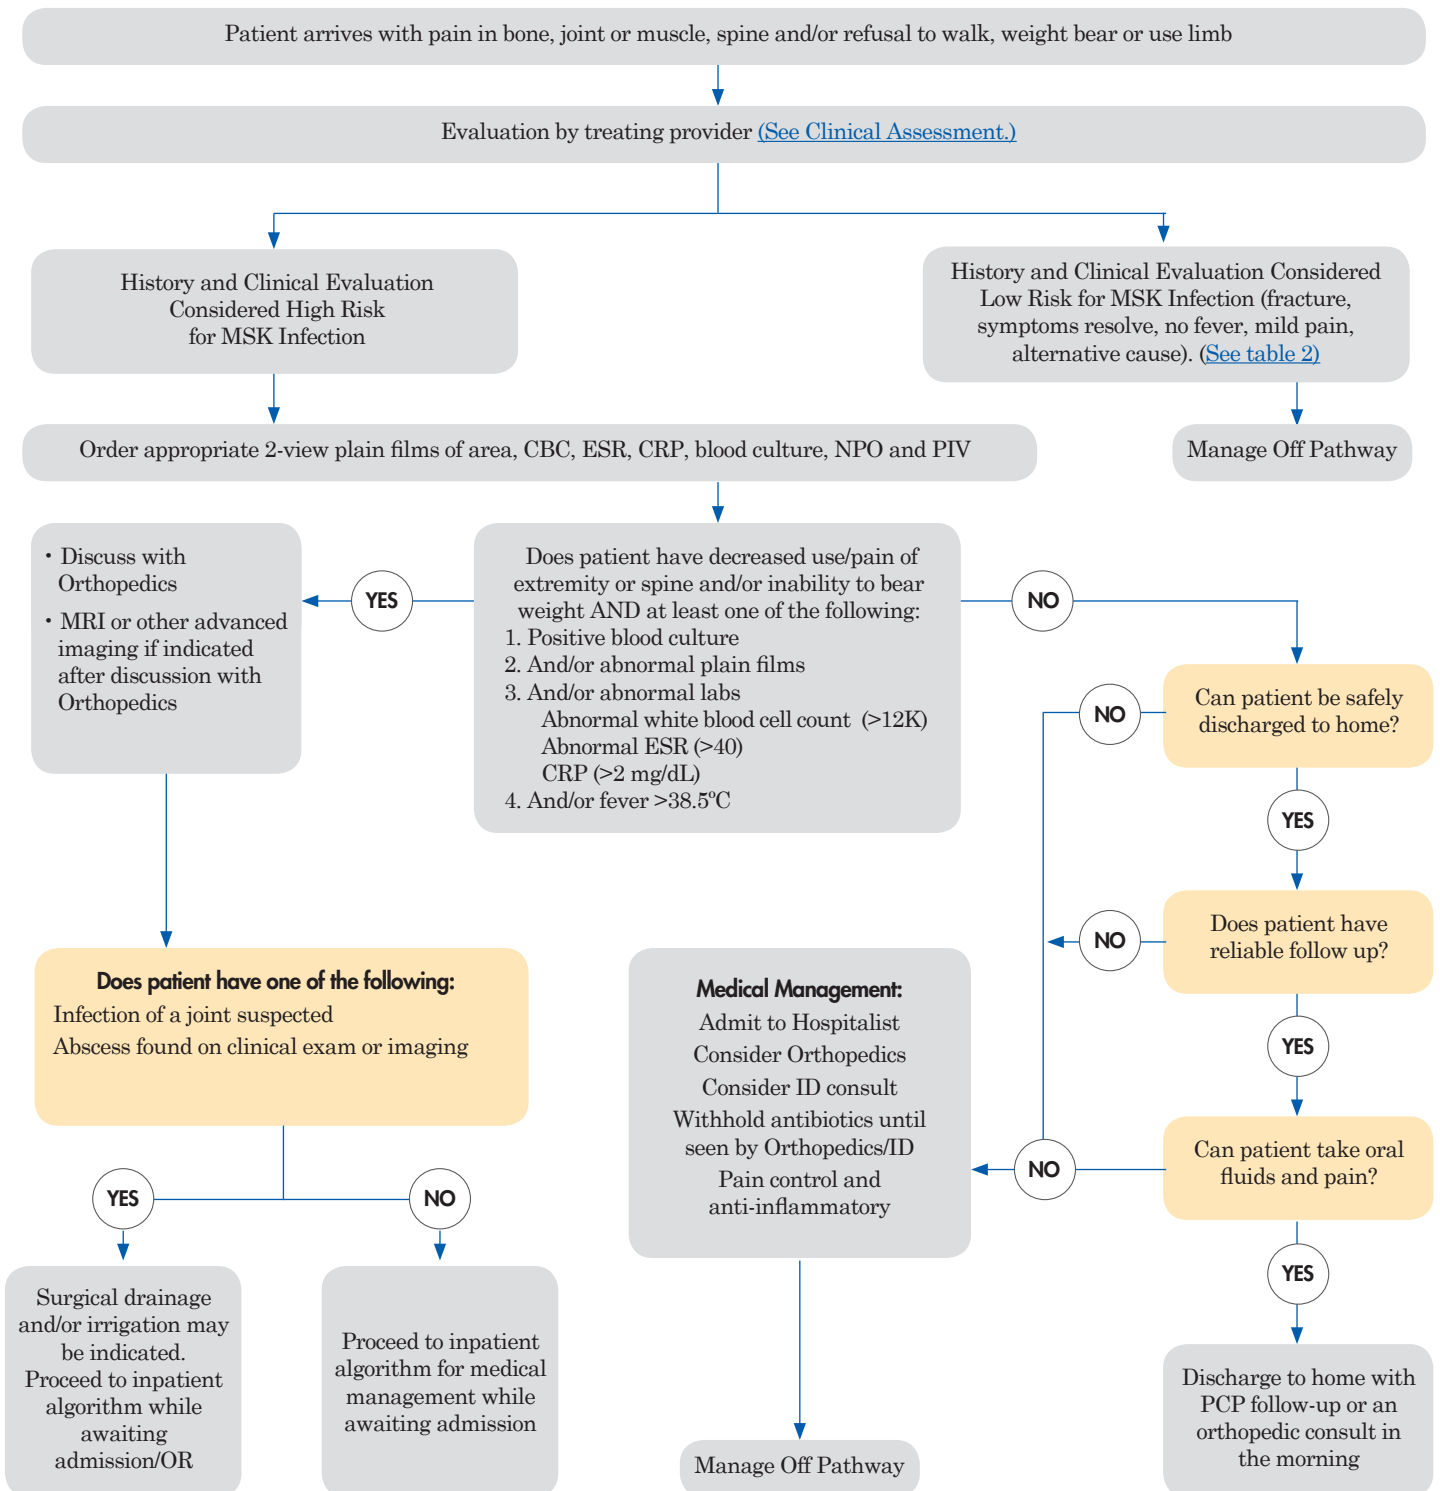 Patient arrives with pain in bone, joint or muscle, spine and/or refusal to walk, weight bear or use limb
Evaluation by treating provider (See Clinical Assessment.)
History and Clinical Evaluation
Considered High Risk
for MSK Infection
History and Clinical Evaluation Considered
Low Risk for MSK Infection (fracture,
symptoms resolve, no fever, mild pain,
alternative cause). (See table 2)
Order appropriate 2-view plain films of area, CBC, ESR, CRP, blood culture, NPO and PIV
Manage Off Pathway
• Discuss with
Orthopedics
• MRI or other advanced
imaging if indicated
after discussion with
Orthopedics
YES
Does patient have decreased use/pain of
extremity or spine and/or inability to bear
weight AND at least one of the following:
1. Positive blood culture
2. And/or abnormal plain films
3. And/or abnormal labs
Abnormal white blood cell count (>12K)
Abnormal ESR (>40)
CRP (>2 mg/dL)
4. And/or fever >38.5ºC
NO
Can patient be safely
discharged to home?
NO
YES
Does patient have
reliable follow up?
NO
YES
Can patient take oral
fluids and pain?
NO
YES
Discharge to home with
PCP follow-up or an
orthopedic consult in
the morning
Does patient have one of the following:
Infection of a joint suspected
Abscess found on clinical exam or imaging
YES
NO
Surgical drainage
and/or irrigation may
be indicated.
Proceed to inpatient
algorithm while
awaiting
admission/OR
Proceed to inpatient
algorithm for medical
management while
awaiting admission
Medical Management:
Admit to Hospitalist
Consider Orthopedics
Consider ID consult
Withhold antibiotics until
seen by Orthopedics/ID
Pain control and
anti-inflammatory
Manage Off Pathway